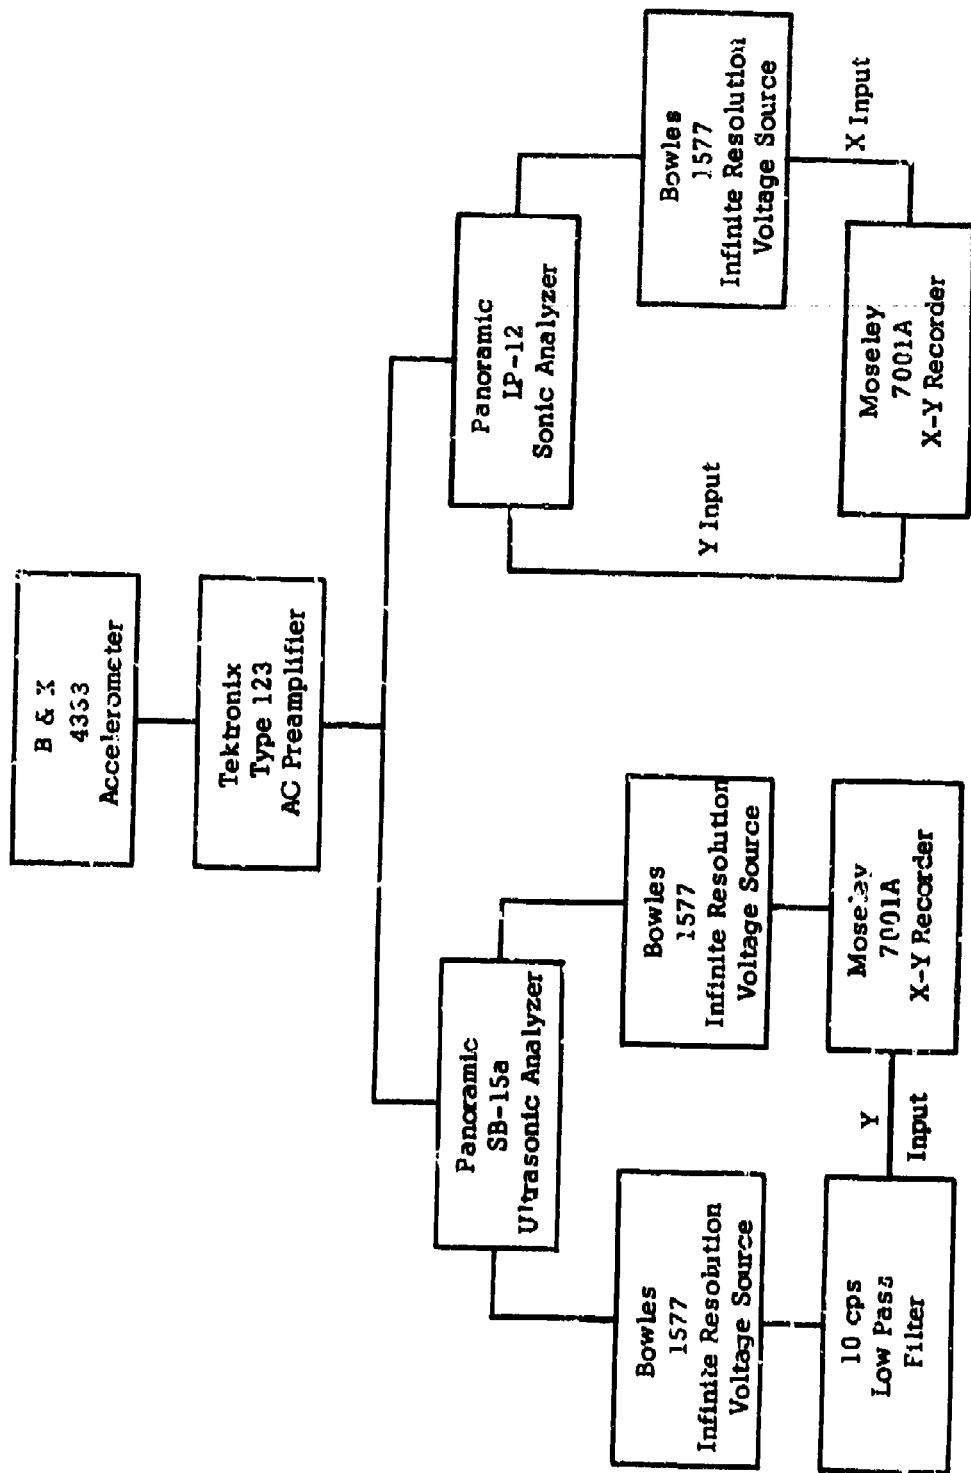 B & K
4333
Accelerometer
Tektronix
Type 123
AC Preamplifier
Panoramic
SB-15a
Ultrasonic Analyzer
Panoramic
LP-12
Sonic Analyzer
Bowles
1577
Infinite Resolution
Voltage Source
Bowles
1577
Infinite Resolution
Voltage Source
Bowles
1577
Infinite Resolution
Voltage Source
Y Input
X Input
10 cps
Low Pass
Filter
Y
Input
Moseley
7001A
X-Y Recorder
Moseley
7001A
X-Y Recorder